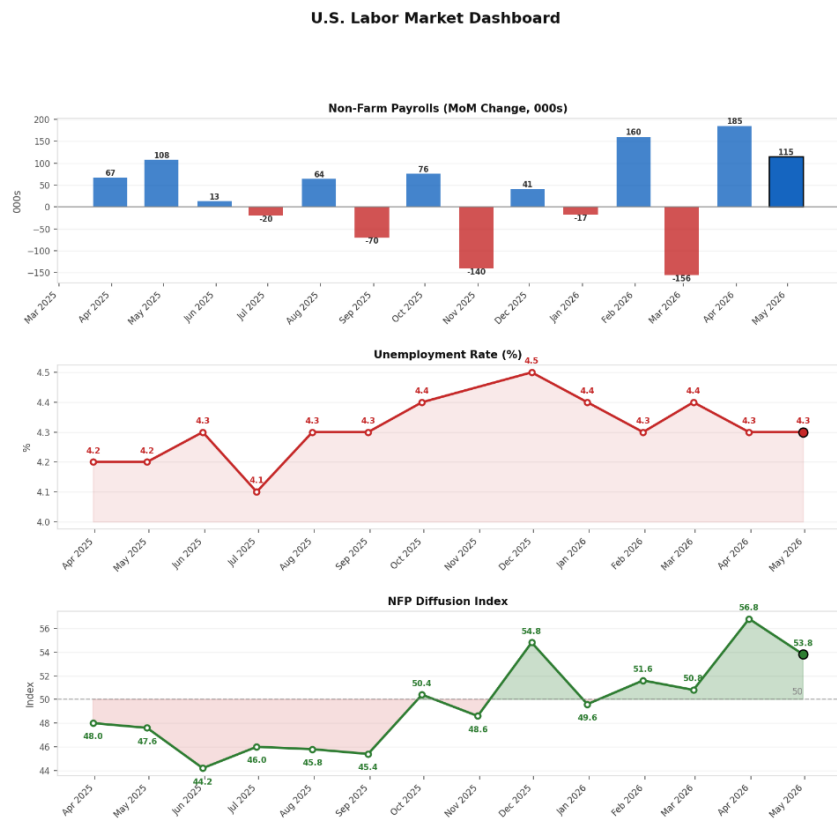 U.S. Labor Market Dashboard
Non-Farm Payrolls (MoM Change, 000s)
000s
200
150
100
50
0
−50
−100
−150
67
108
13
-20
64
-70
76
-140
41
-17
160
-156
185
115
Mar 2025
Apr 2025
May 2025
Jun 2025
Jul 2025
Aug 2025
Sep 2025
Oct 2025
Nov 2025
Dec 2025
Jan 2026
Feb 2026
Mar 2026
Apr 2026
May 2026
Unemployment Rate (%)
%
4.5
4.4
4.3
4.2
4.1
4.0
4.2
4.2
4.3
4.1
4.3
4.3
4.4
4.5
4.4
4.3
4.4
4.3
4.3
Apr 2025
May 2025
Jun 2025
Jul 2025
Aug 2025
Sep 2025
Oct 2025
Nov 2025
Dec 2025
Jan 2026
Feb 2026
Mar 2026
Apr 2026
May 2026
NFP Diffusion Index
Index
56
54
52
50
48
46
44
48.0
47.6
44.2
46.0
45.8
45.4
50.4
48.6
54.8
49.6
51.6
50.8
56.8
53.8
50
Apr 2025
May 2025
Jun 2025
Jul 2025
Aug 2025
Sep 2025
Oct 2025
Nov 2025
Dec 2025
Jan 2026
Feb 2026
Mar 2026
Apr 2026
May 2026